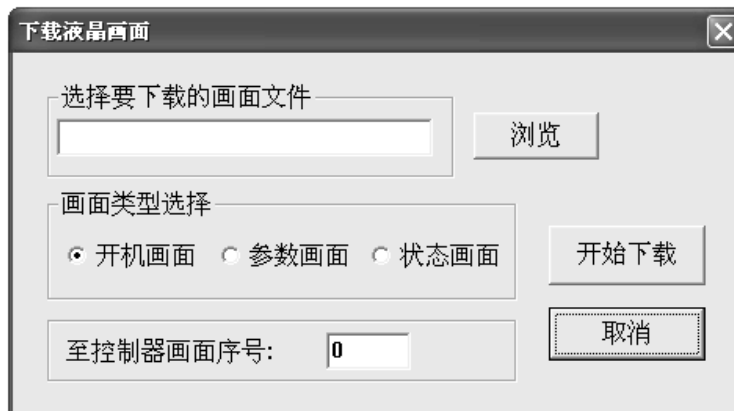 下载液晶画面
选择要下载的画面文件
浏览
画面类型选择
开机画面 参数画面 状态画面
开始下载
至控制器画面序号: 0
取消